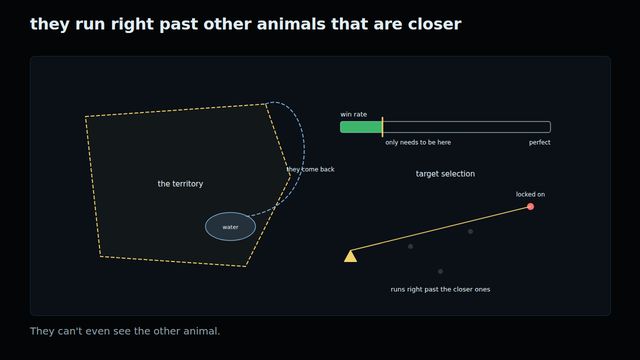 they run right past other animals that are closer
win rate
only needs to be here
perfect
they come back
target selection
the territory
locked on
water
runs right past the closer ones
They can't even see the other animal.